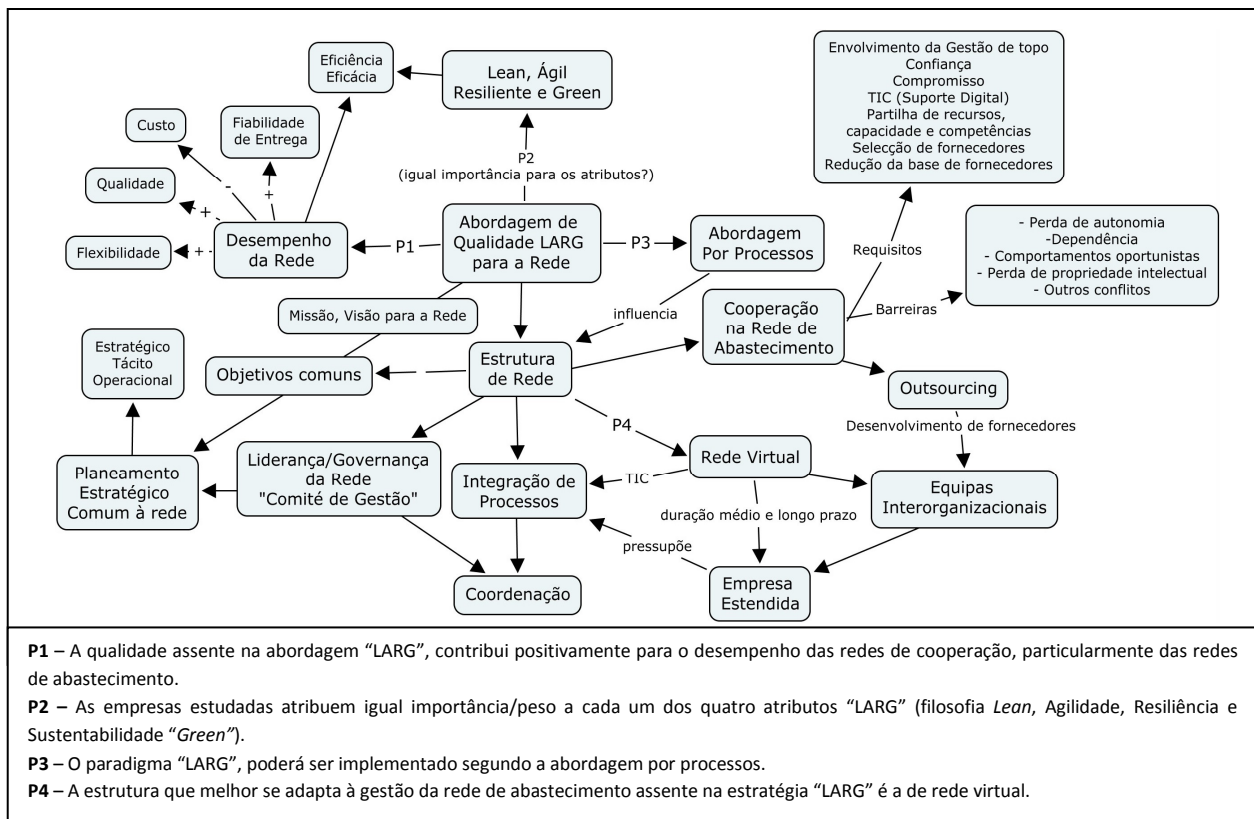 Eficiência
Eficácia
Lean, Ágil
Resiliente e Green
Envolvimento da Gestão de topo
Confiança
Compromisso
TIC (Suporte Digital)
Partilha de recursos,
capacidade e competências
Selecção de fornecedores
Redução da base de fornecedores
Custo
Fiabilidade
de Entrega
P2
(igual importância para os atributos?)
Qualidade
-
+
+
Flexibilidade
+
Desempenho
da Rede
P1
Abordagem de
Qualidade LARG
para a Rede
P3
Abordagem
Por Processos
Requisitos
- Perda de autonomia
-Dependência
- Comportamentos oportunistas
- Perda de propriedade intelectual
- Outros conflitos
Missão, Visão para a Rede
influencia
Cooperação
na Rede de
Abastecimento
Barreiras
Estratégico
Tácito
Operacional
Objetivos comuns
Estrutura
de Rede
Outsourcing
P4
Desenvolvimento de fornecedores
Planeamento
Estratégico
Comum à rede
Liderança/Governança
da Rede
"Comité de Gestão"
Integração de
Processos
TIC
Rede Virtual
Equipas
Interorganizacionais
duração médio e longo prazo
pressupõe
Coordenação
Empresa
Estendida
P1 – A qualidade assente na abordagem “LARG”, contribui positivamente para o desempenho das redes de cooperação, particularmente das redes
de abastecimento.
P2 – As empresas estudadas atribuem igual importância/peso a cada um dos quatro atributos “LARG” (filosofia Lean, Agilidade, Resiliência e
Sustentabilidade “Green”).
P3 – O paradigma “LARG”, poderá ser implementado segundo a abordagem por processos.
P4 – A estrutura que melhor se adapta à gestão da rede de abastecimento assente na estratégia “LARG” é a de rede virtual.